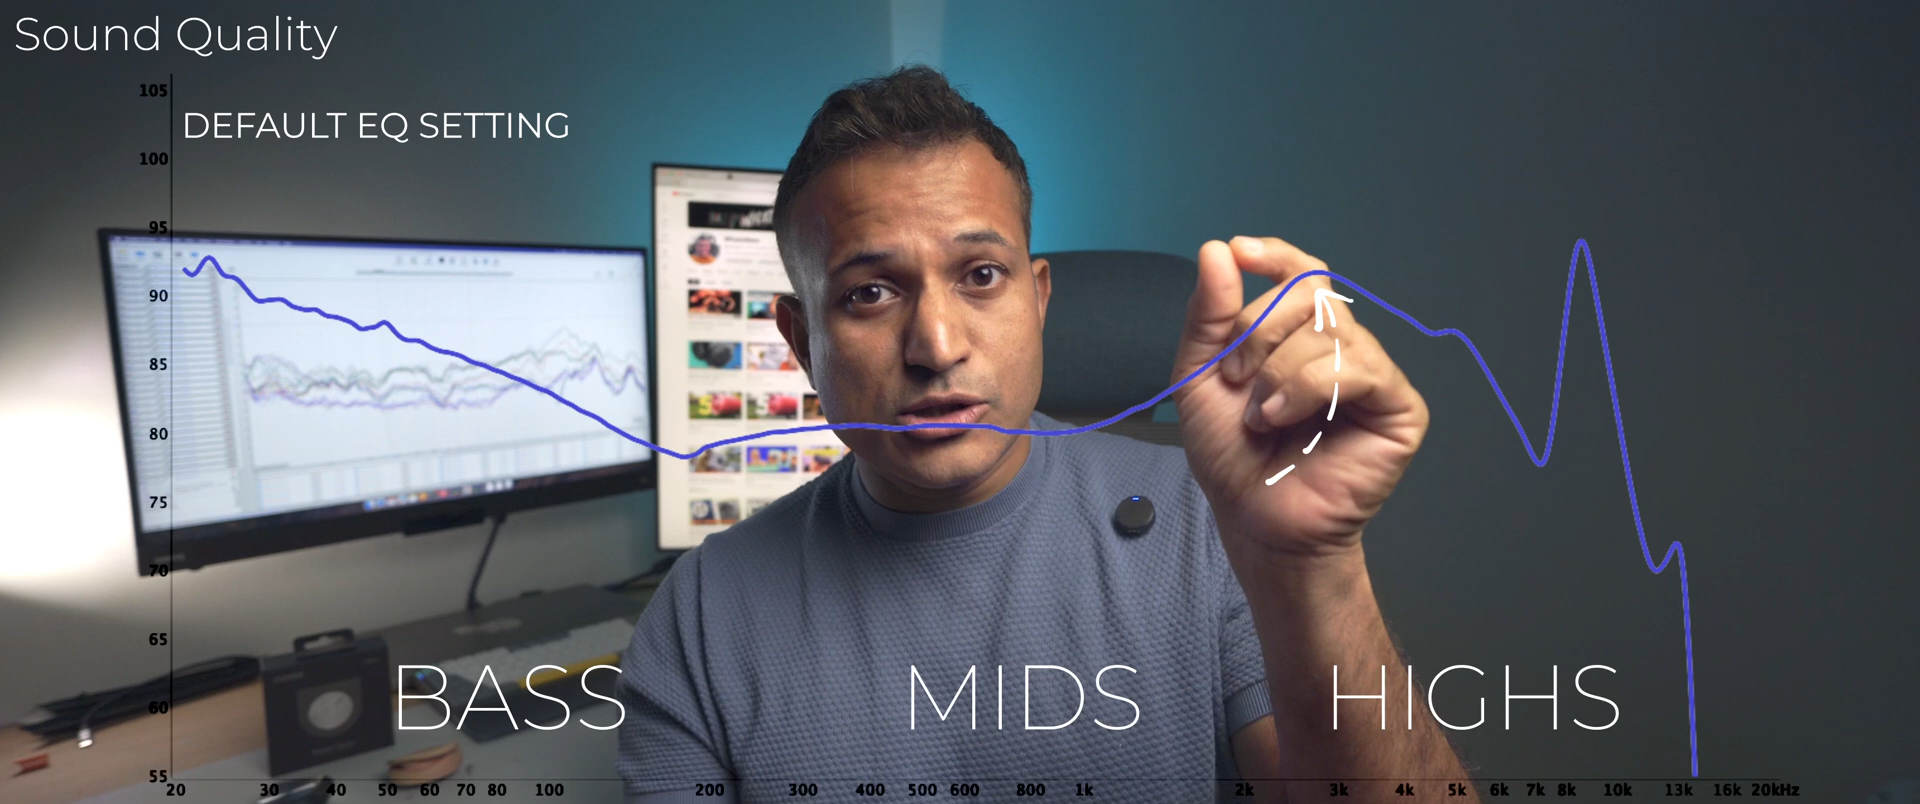 Sound Quality
105
DEFAULT EQ SETTING
100
95
90
85
80
75
70
65
60
55
BASS MIDS HIGHS
20 30 40 50 60 70 80 100 200 300 400 500 600 800 1k 2k 3k 4k 5k 6k 7k 8k 10k 13k 16k 20kHz